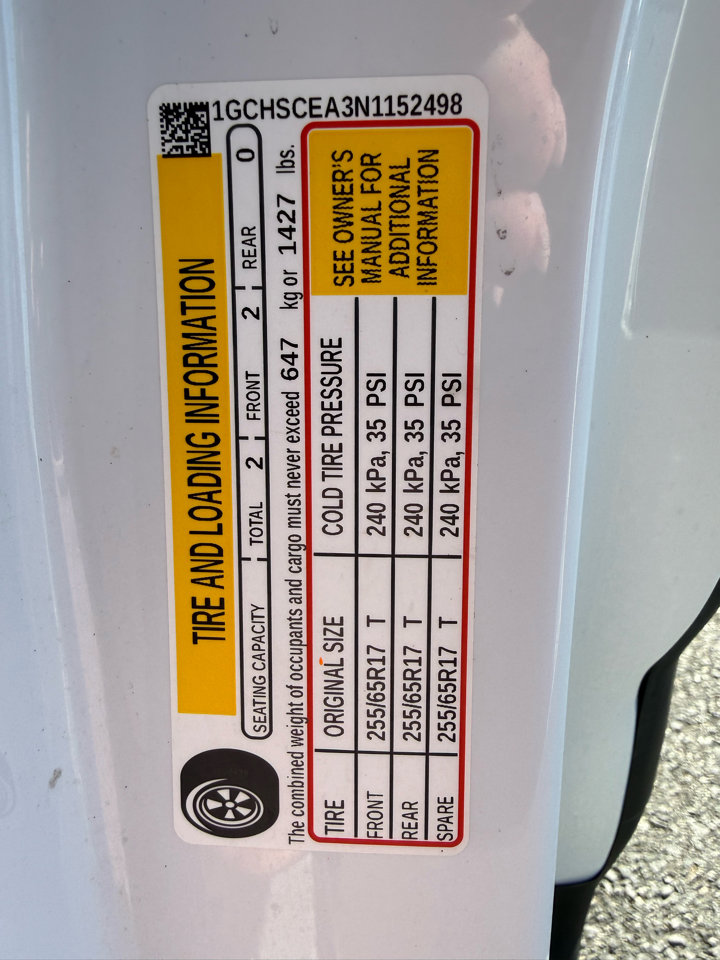 1GCHSCEA3N1152498
TIRE AND LOADING INFORMATION
SEATING CAPACITY TOTAL 2 FRONT 2 REAR 0
The combined weight of occupants and cargo must never exceed 647 kg or 1427 lbs.
TIRE ORIGINAL SIZE COLD TIRE PRESSURE
FRONT 255/65R17 T 240 kPa, 35 PSI
REAR 255/65R17 T 240 kPa, 35 PSI
SPARE 255/65R17 T 240 kPa, 35 PSI
SEE OWNER'S
MANUAL FOR
ADDITIONAL
INFORMATION